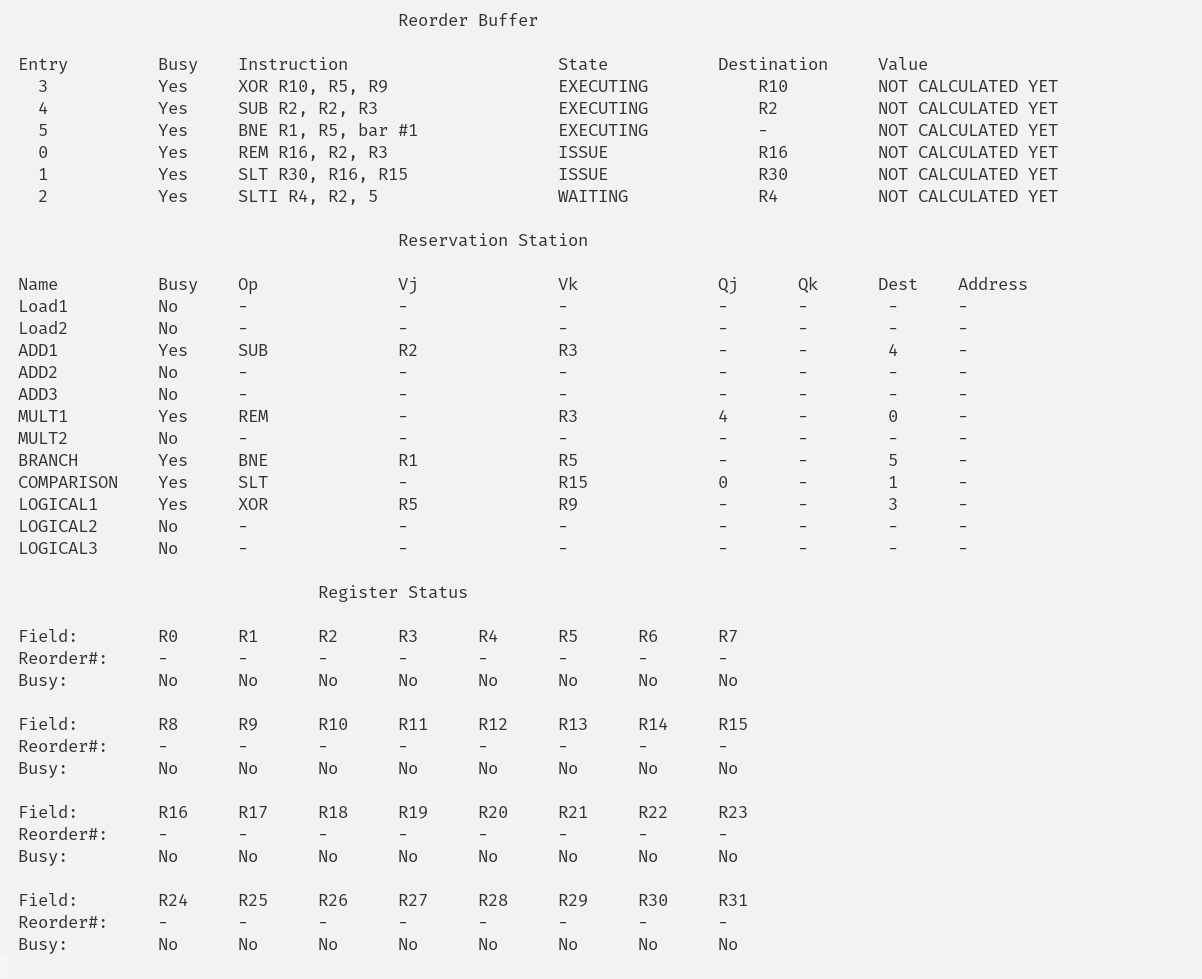 Reorder Buffer
Entry Busy Instruction State Destination Value
3 Yes XOR R10, R5, R9 EXECUTING R10 NOT CALCULATED YET
4 Yes SUB R2, R2, R3 EXECUTING R2 NOT CALCULATED YET
5 Yes BNE R1, R5, bar #1 EXECUTING - NOT CALCULATED YET
0 Yes REM R16, R2, R3 ISSUE R16 NOT CALCULATED YET
1 Yes SLT R30, R16, R15 ISSUE R30 NOT CALCULATED YET
2 Yes SLTI R4, R2, 5 WAITING R4 NOT CALCULATED YET
Reservation Station
Name Busy Op Vj Vk Qj Qk Dest Address
Load1 No - - - - - - -
Load2 No - - - - - - -
ADD1 Yes SUB R2 R3 - - 4 -
ADD2 No - - - - - - -
ADD3 No - - - - - - -
MULT1 Yes REM - R3 4 - 0 -
MULT2 No - - - - - - -
BRANCH Yes BNE R1 R5 - - 5 -
COMPARISON Yes SLT - R15 0 - 1 -
LOGICAL1 Yes XOR R5 R9 - - 3 -
LOGICAL2 No - - - - - - -
LOGICAL3 No - - - - - - -
Register Status
Field: R0 R1 R2 R3 R4 R5 R6 R7
Reorder#: - - - - - - - -
Busy: No No No No No No No No
Field: R8 R9 R10 R11 R12 R13 R14 R15
Reorder#: - - - - - - - -
Busy: No No No No No No No No
Field: R16 R17 R18 R19 R20 R21 R22 R23
Reorder#: - - - - - - - -
Busy: No No No No No No No No
Field: R24 R25 R26 R27 R28 R29 R30 R31
Reorder#: - - - - - - - -
Busy: No No No No No No No No